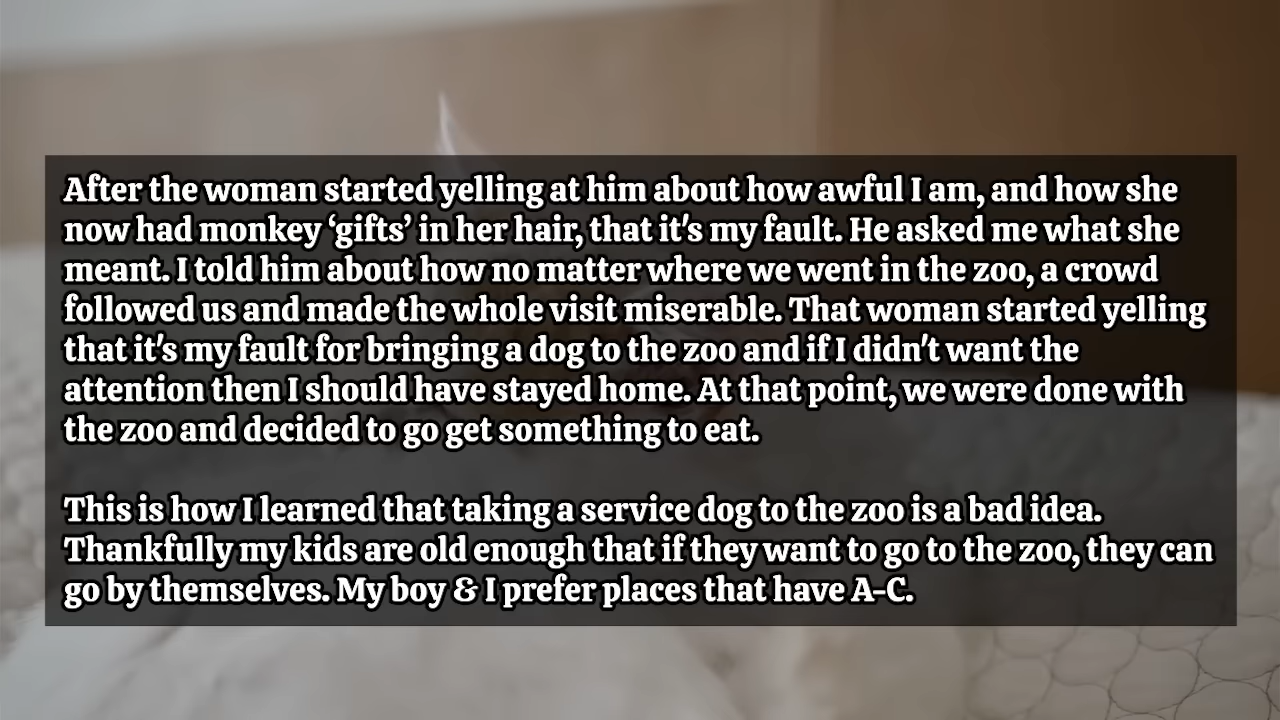 After the woman started yelling at him about how awful I am, and how she
now had monkey ‘gifts’ in her hair, that it's my fault. He asked me what she
meant. I told him about how no matter where we went in the zoo, a crowd
followed us and made the whole visit miserable. That woman started yelling
that it's my fault for bringing a dog to the zoo and if I didn't want the
attention then I should have stayed home. At that point, we were done with
the zoo and decided to go get something to eat.
This is how I learned that taking a service dog to the zoo is a bad idea.
Thankfully my kids are old enough that if they want to go to the zoo, they can
go by themselves. My boy & I prefer places that have A-C.